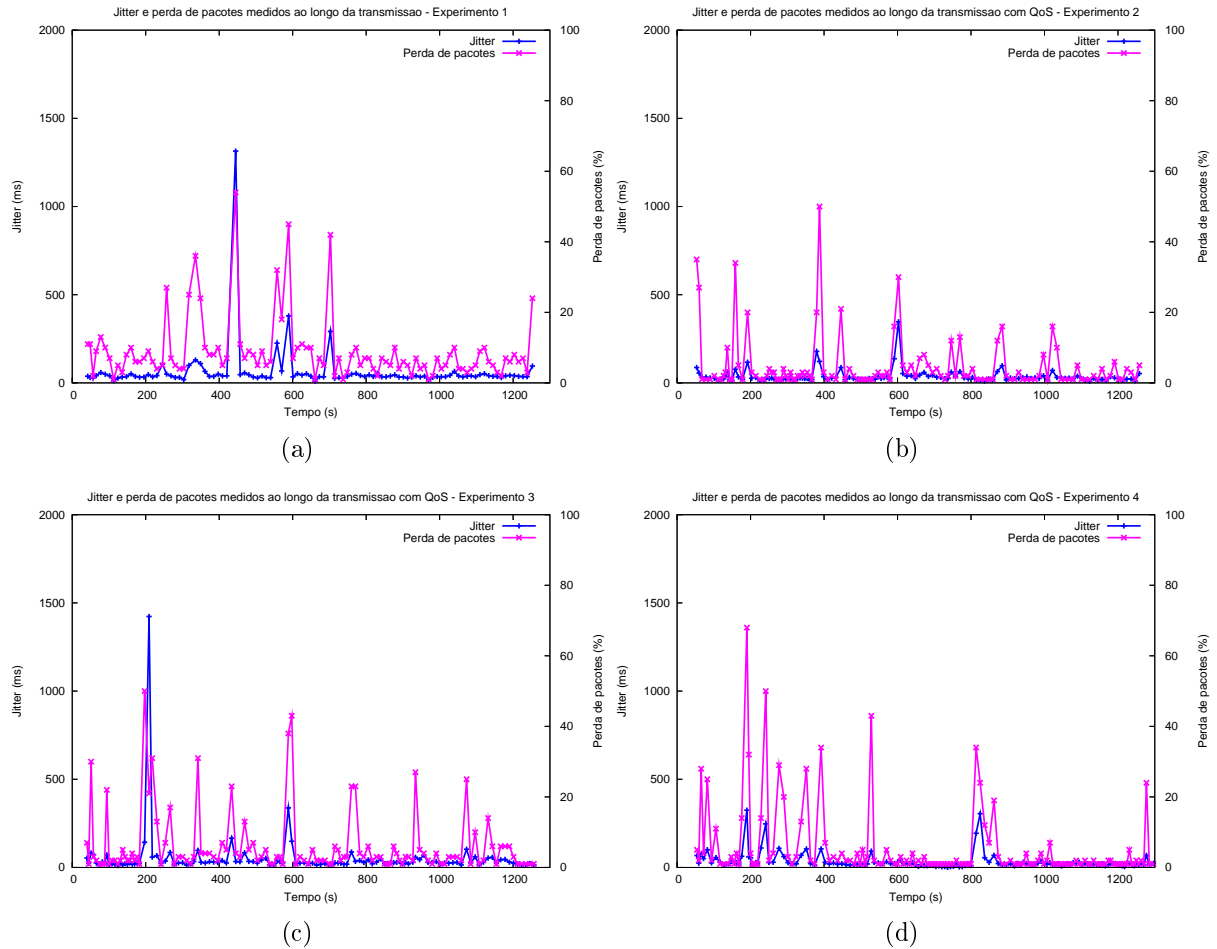 Jitter e perda de pacotes medidos ao longo da transmissao - Experimento 1
Jitter
Perda de pacotes
Jitter (ms)
2000
1500
1000
500
0
100
80
60
40
20
0
Perda de pacotes (%)
0 200 400 600 800 1000 1200
Tempo (s)
(a)
Jitter e perda de pacotes medidos ao longo da transmissao com QoS - Experimento 2
Jitter
Perda de pacotes
Jitter (ms)
2000
1500
1000
500
0
100
80
60
40
20
0
Perda de pacotes (%)
0 200 400 600 800 1000 1200
Tempo (s)
(b)
Jitter e perda de pacotes medidos ao longo da transmissao com QoS - Experimento 3
Jitter
Perda de pacotes
Jitter (ms)
2000
1500
1000
500
0
100
80
60
40
20
0
Perda de pacotes (%)
0 200 400 600 800 1000 1200
Tempo (s)
(c)
Jitter e perda de pacotes medidos ao longo da transmissao com QoS - Experimento 4
Jitter
Perda de pacotes
Jitter (ms)
2000
1500
1000
500
0
100
80
60
40
20
0
Perda de pacotes (%)
0 200 400 600 800 1000 1200
Tempo (s)
(d)